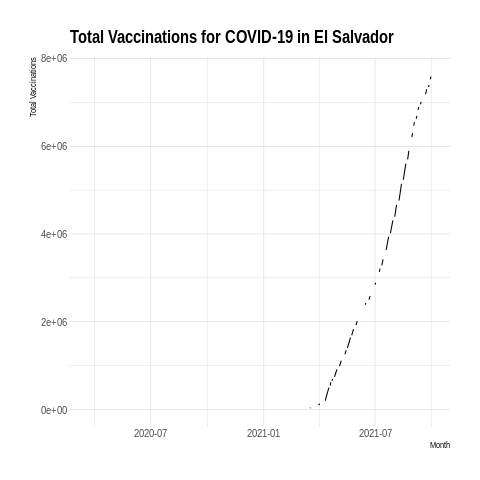 Total Vaccinations for COVID-19 in El Salvador
Total Vaccinations
8e+06
6e+06
4e+06
2e+06
0e+00
2020-07 2021-01 2021-07
Month